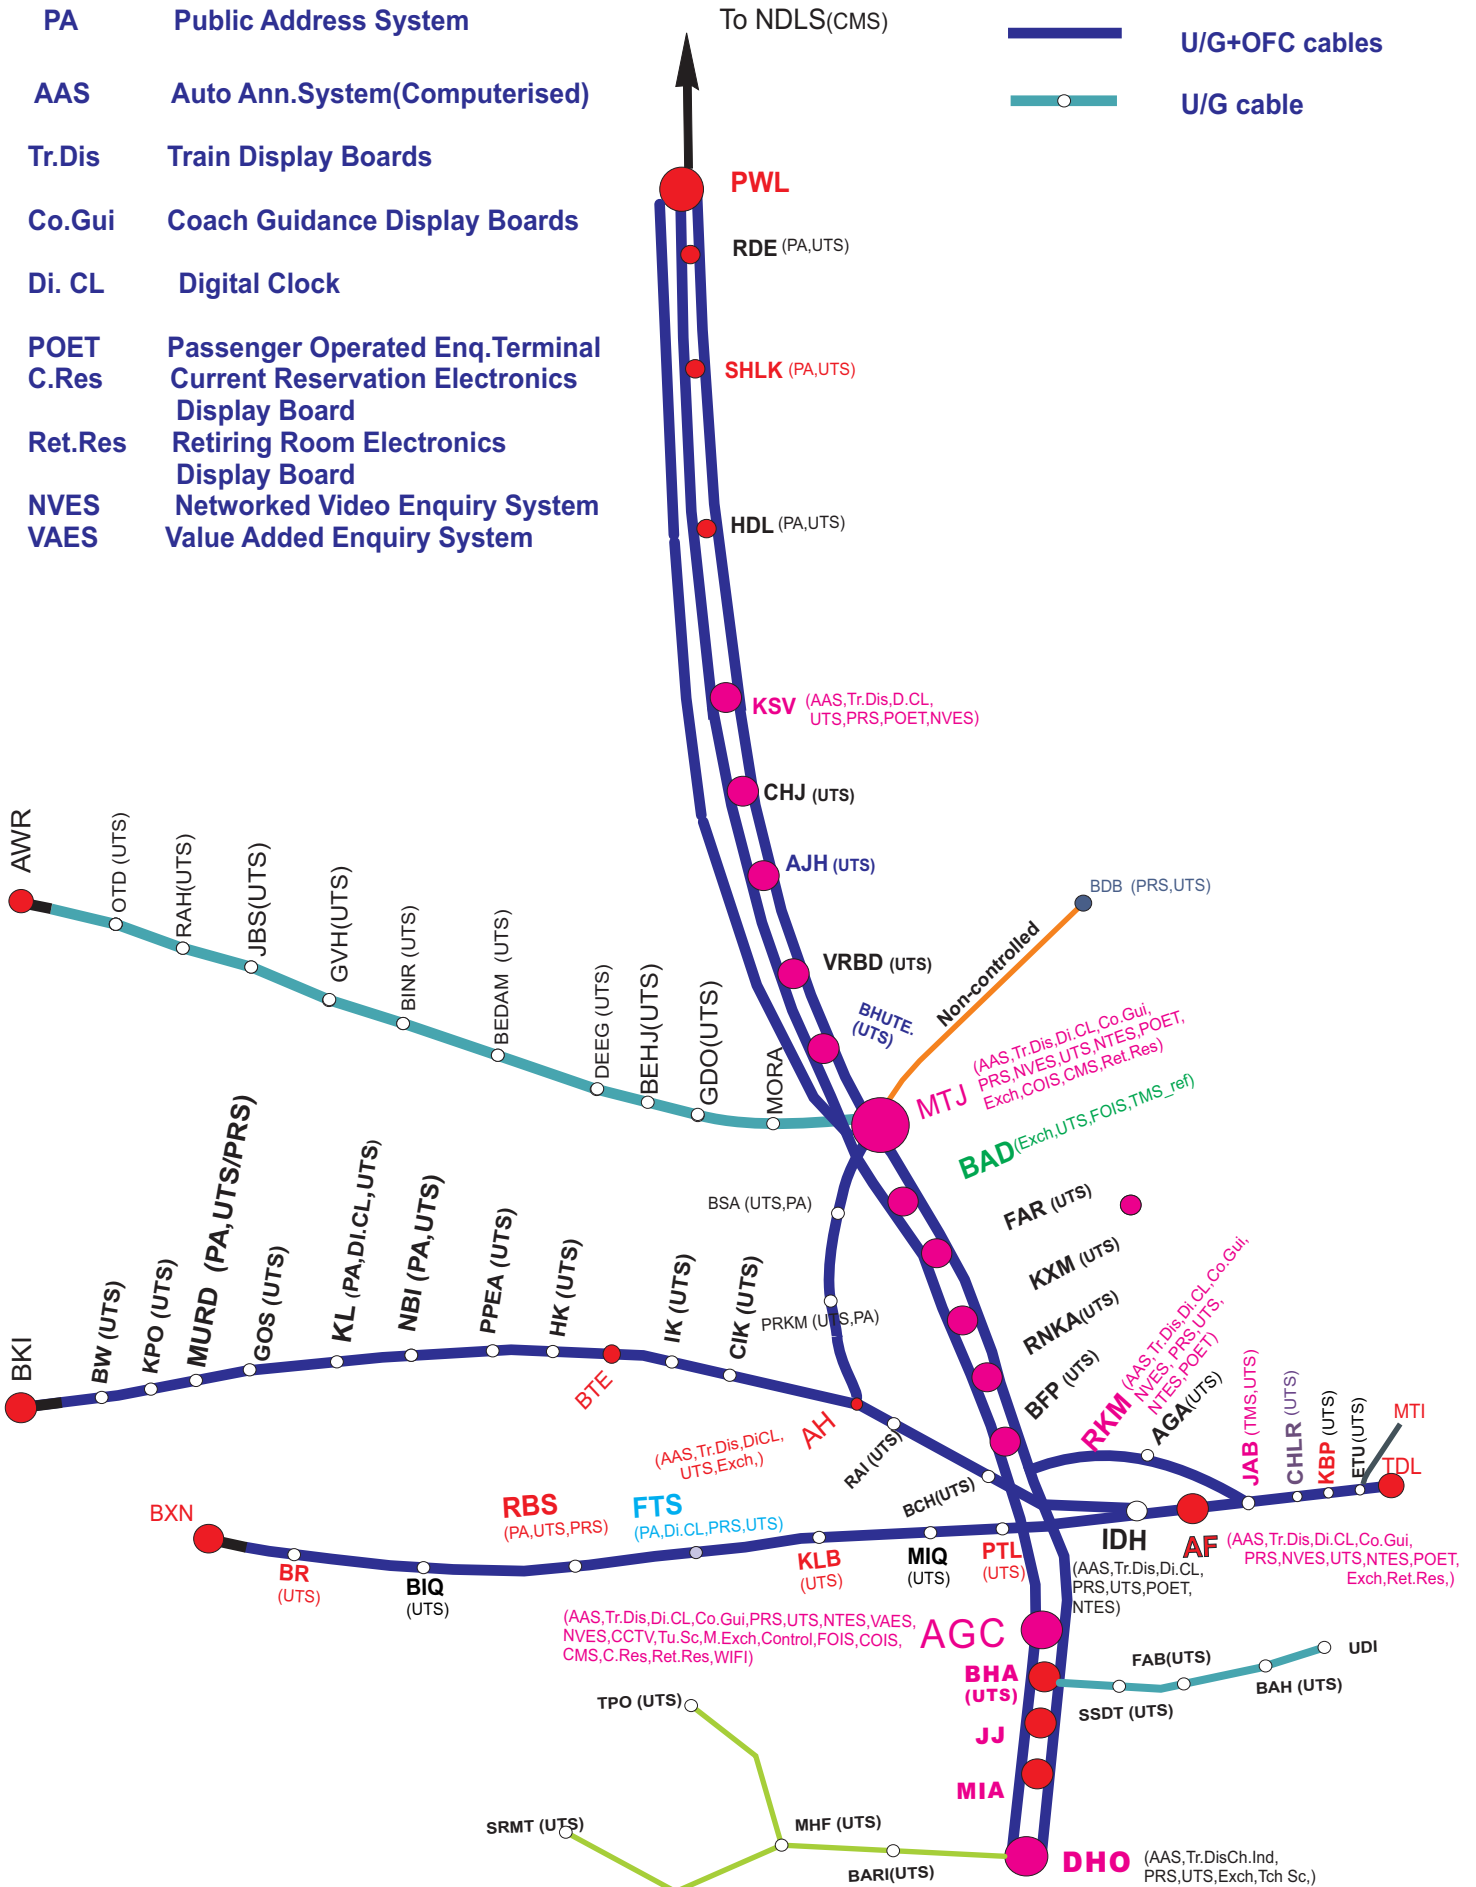 PA Public Address System
AAS Auto Ann.System(Computerised)
Tr.Dis Train Display Boards
Co.Gui Coach Guidance Display Boards
Di. CL Digital Clock
POET Passenger Operated Enq.Terminal
C.Res Current Reservation Electronics
Display Board
Ret.Res Retiring Room Electronics
Display Board
NVES Networked Video Enquiry System
VAES Value Added Enquiry System
To NDLS(CMS)
U/G+OFC cables
U/G cable
PWL
RDE (PA,UTS)
SHLK (PA,UTS)
HDL (PA,UTS)
KSV (AAS,Tr.Dis,D.CL,
UTS,PRS,POET,NVES)
CHJ (UTS)
AJH (UTS)
VRBD (UTS)
BHUTE.
(UTS)
BDB (PRS,UTS)
Non-controlled
AWR
OTD (UTS)
RAH(UTS)
JBS(UTS)
GVH(UTS)
BINR (UTS)
BEDAM (UTS)
DEEG (UTS)
BEHJ(UTS)
GDO(UTS)
MORA
MTJ (AAS,Tr.Dis,Di.CL,Co.Gui,
PRS,NVES,UTS,NTES,POET,
Exch,COIS,CMS,Ret.Res)
BAD(Exch,UTS,FOIS,TMS_ref)
FAR (UTS)
KXM (UTS)
RNKA(UTS)
BFP (UTS)
BSA (UTS,PA)
PRKM (UTS,PA)
BKI
BW (UTS)
KPO (UTS)
MURD (PA,UTS/PRS)
GOS (UTS)
KL (PA,DI.CL,UTS)
NBI (PA,UTS)
PPEA (UTS)
HK (UTS)
BTE
IK (UTS)
CIK (UTS)
AH
(AAS,Tr.Dis,DiCL,
UTS,Exch,)
RAI (UTS)
BCH(UTS)
RKM (AAS,Tr.Dis,Di.CL,Co.Gui,
NVES, PRS,UTS,
NTES,POET)
AGA(UTS)
JAB (TMS,UTS)
CHLR (UTS)
KBP (UTS)
ETU(UTS)
MTI
TDL
BXN
BR
(UTS)
BIQ
(UTS)
RBS
(PA,UTS,PRS)
FTS
(PA,Di.CL,PRS,UTS)
KLB
(UTS)
MIQ
(UTS)
PTL
(UTS)
IDH
(AAS,Tr.Dis,Di.CL,
PRS,UTS,POET,
NTES)
AF (AAS,Tr.Dis,Di.CL,Co.Gui,
PRS,NVES,UTS,NTES,POET,
Exch,Ret.Res,)
(AAS,Tr.Dis,Di.CL,Co.Gui,PRS,UTS,NTES,VAES,
NVES,CCTV,Tu.Sc,M.Exch,Control,FOIS,COIS,
CMS,C.Res,Ret.Res,WIFI)
AGC
BHA
(UTS)
JJ
MIA
SSDT (UTS)
FAB(UTS)
BAH (UTS)
UDI
TPO (UTS)
SRMT (UTS)
MHF (UTS)
BARI(UTS)
DHO (AAS,Tr.DisCh.Ind,
PRS,UTS,Exch,Tch Sc,)